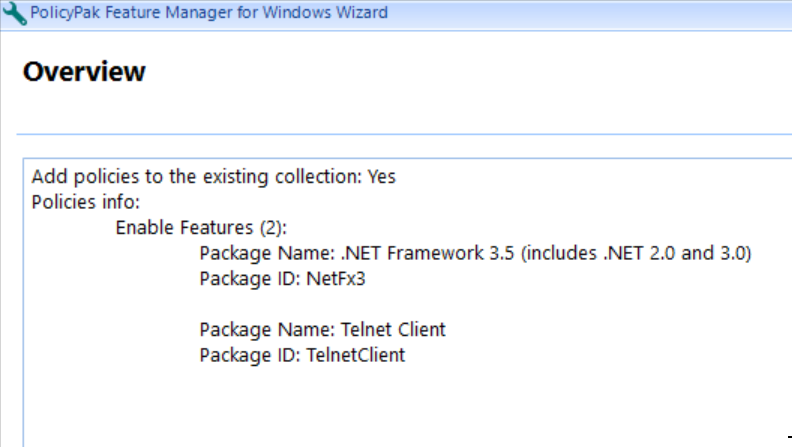 PolicyPak Feature Manager for Windows Wizard
Overview
Add policies to the existing collection: Yes
Policies info:
Enable Features (2):
Package Name: .NET Framework 3.5 (includes .NET 2.0 and 3.0)
Package ID: NetFx3
Package Name: Telnet Client
Package ID: TelnetClient